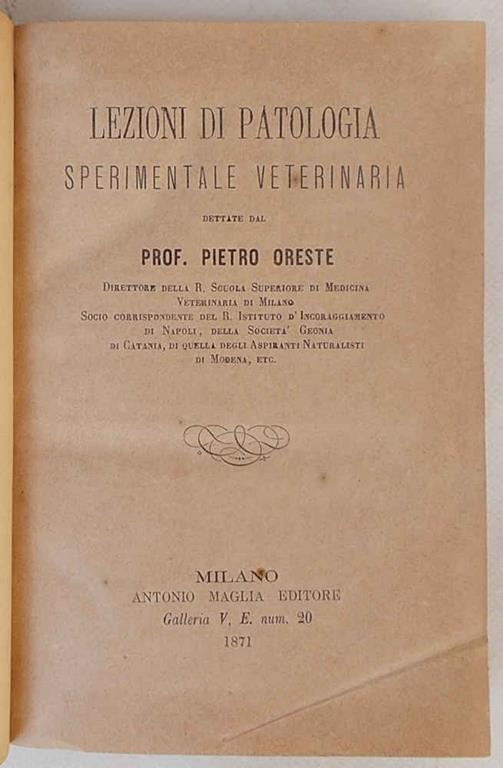 LEZIONI DI PATOLOGIA
SPERIMENTALE VETERINARIA
DETTATE DAL
PROF. PIETRO ORESTE
DIRETTORE DELLA R. SCUOLA SUPERIORE DI MEDICINA
VETERINARIA DI MILANO
SOCIO CORRISPONDENTE DEL R. ISTITUTO D'INCORAGGIAMENTO
DI NAPOLI, DELLA SOCIETA' GEONIA
DI CATANIA, DI QUELLA DEGLI ASPIRANTI NATURALISTI
DI MODENA, ETC.
MILANO
ANTONIO MAGLIA EDITORE
Galleria V, E. num. 20
1871